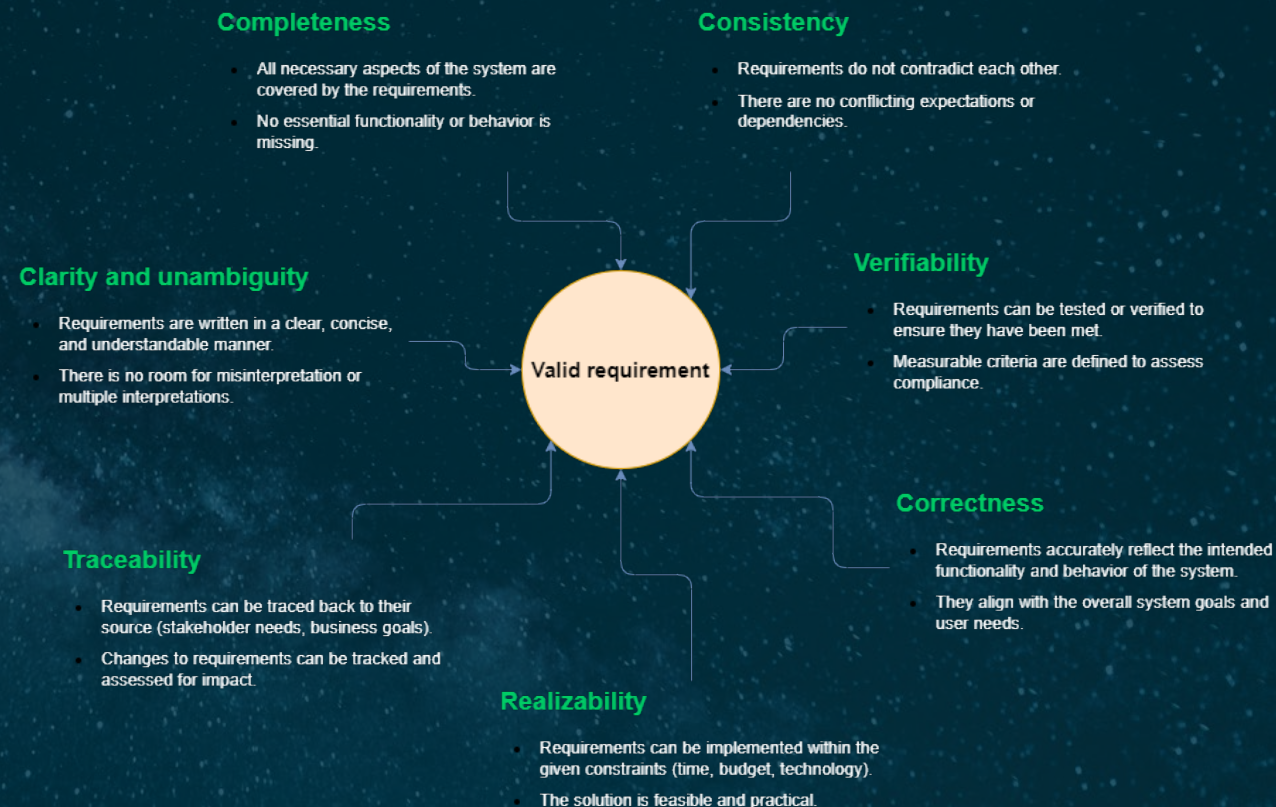 Completeness
All necessary aspects of the system are
covered by the requirements.
No essential functionality or behavior is
missing.
Consistency
Requirements do not contradict each other.
There are no conflicting expectations or
dependencies.
Clarity and unambiguity
Requirements are written in a clear, concise,
and understandable manner.
There is no room for misinterpretation or
multiple interpretations.
Valid requirement
Verifiability
Requirements can be tested or verified to
ensure they have been met.
Measurable criteria are defined to assess
compliance.
Correctness
Requirements accurately reflect the intended
functionality and behavior of the system.
They align with the overall system goals and
user needs.
Traceability
Requirements can be traced back to their
source (stakeholder needs, business goals).
Changes to requirements can be tracked and
assessed for impact.
Realizability
Requirements can be implemented within the
given constraints (time, budget, technology).
The solution is feasible and practical.